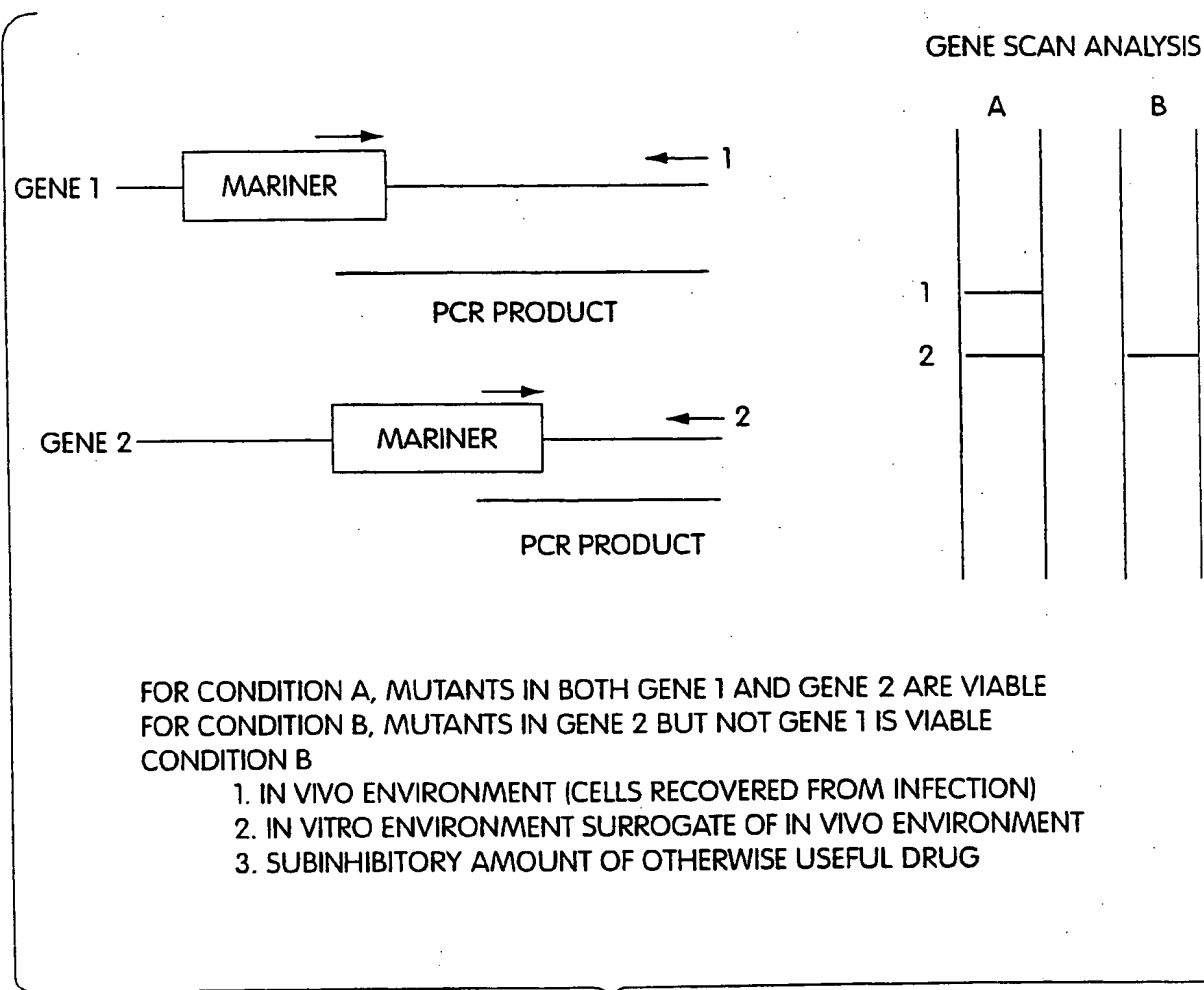 GENE SCAN ANALYSIS
A B
1
GENE 1 MARINER
PCR PRODUCT
1
2
2
GENE 2 MARINER
PCR PRODUCT
FOR CONDITION A, MUTANTS IN BOTH GENE 1 AND GENE 2 ARE VIABLE
FOR CONDITION B, MUTANTS IN GENE 2 BUT NOT GENE 1 IS VIABLE
CONDITION B
1. IN VIVO ENVIRONMENT (CELLS RECOVERED FROM INFECTION)
2. IN VITRO ENVIRONMENT SURROGATE OF IN VIVO ENVIRONMENT
3. SUBINHIBITORY AMOUNT OF OTHERWISE USEFUL DRUG